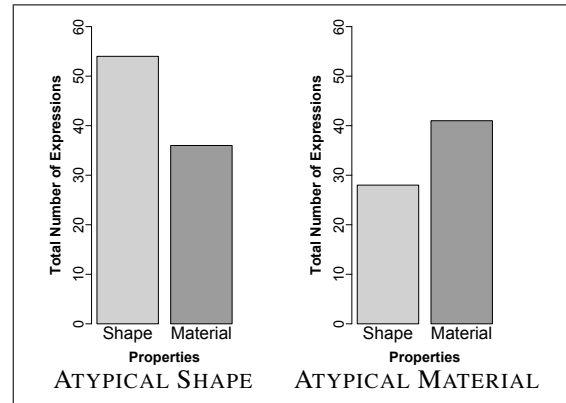 Total Number of Expressions
60
50
40
30
20
10
0
Shape Material
Properties
ATYPICAL SHAPE
Total Number of Expressions
60
50
40
30
20
10
0
Shape Material
Properties
ATYPICAL MATERIAL